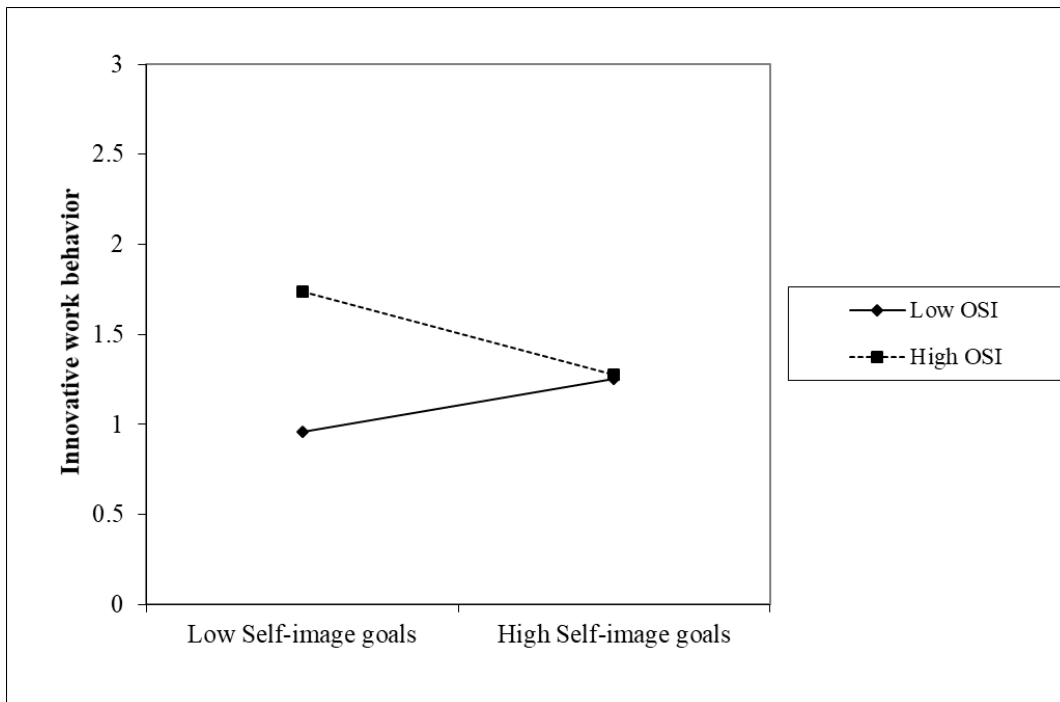 3
2.5
2
1.5
1
0.5
0
Innovative work behavior
Low Self-image goals
High Self-image goals
Low OSI
High OSI